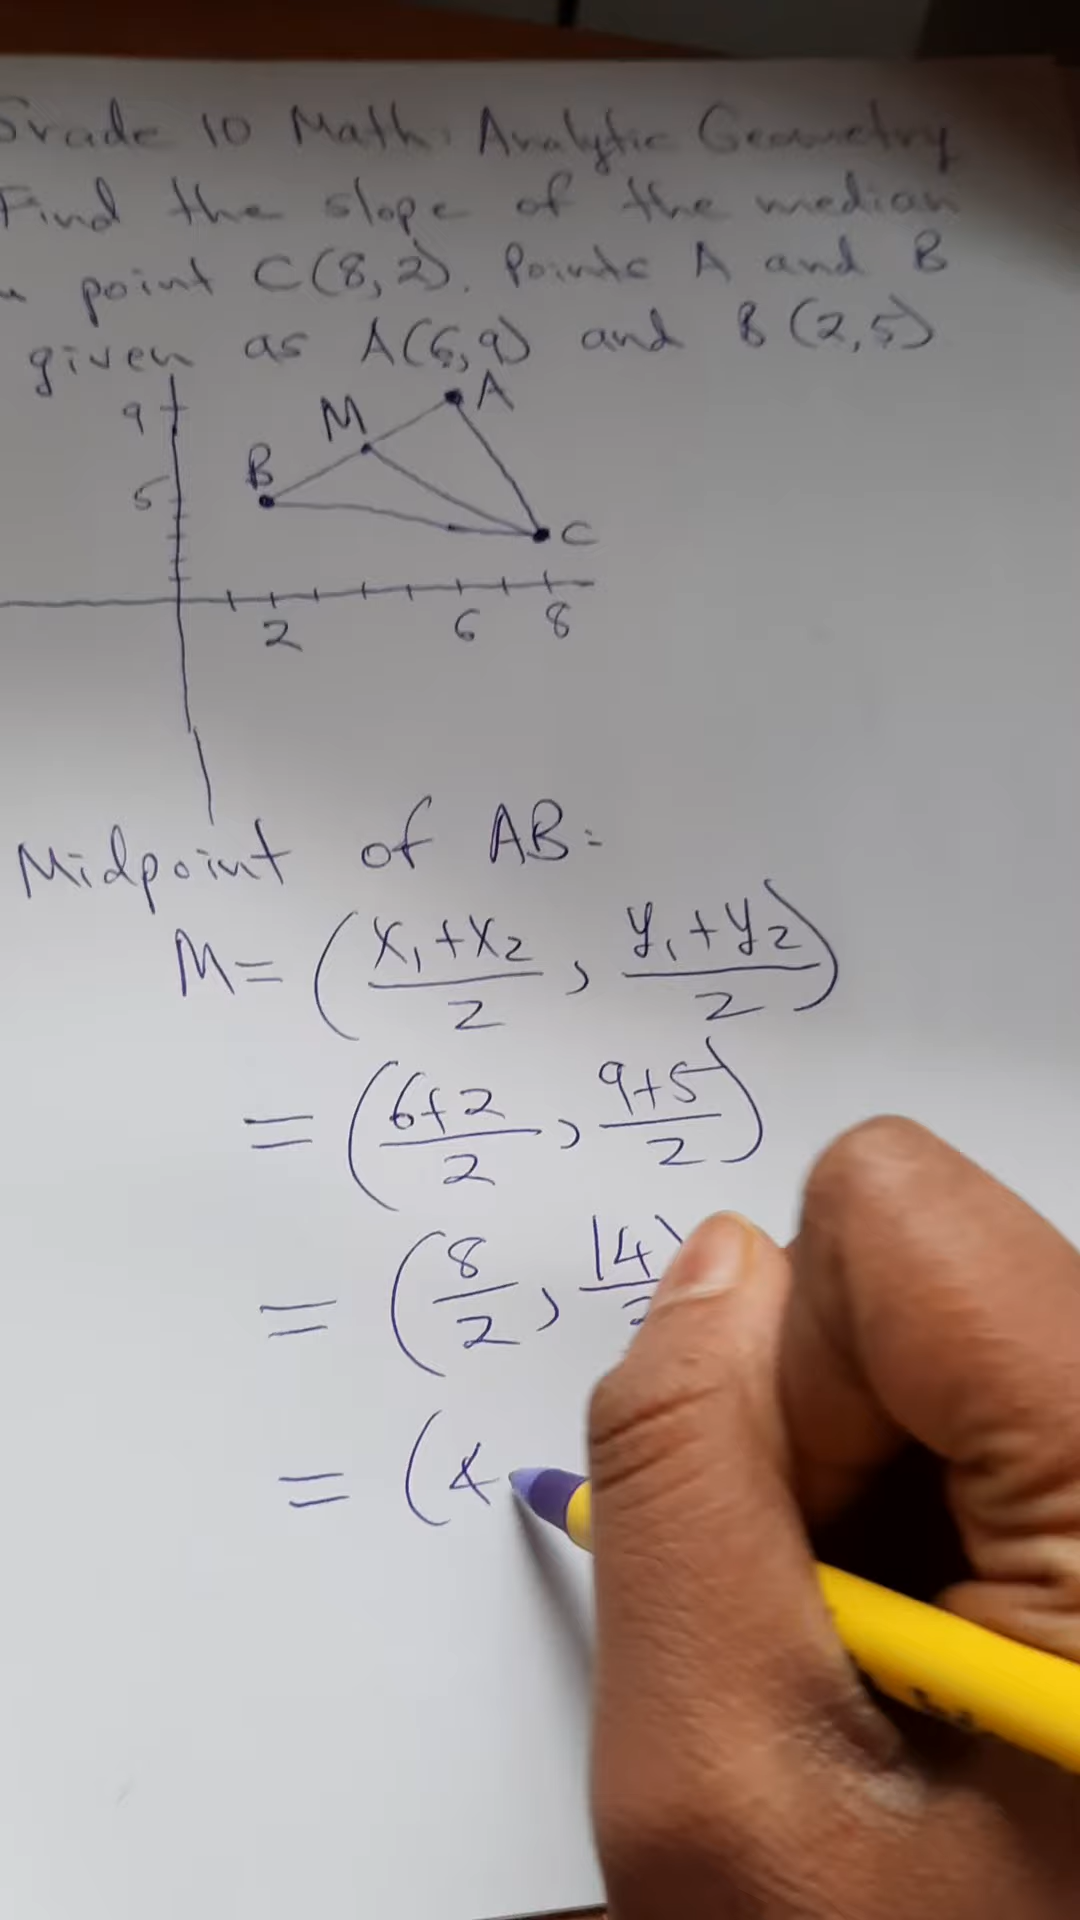 Grade 10 Math: Analytic Geometry
Find the slope of the median
point C(8,2). Points A and B
given as A(6,9) and B(2,5)
9
M
A
B
5
C
2 6 8
Midpoint of AB:
M= (x₁+x₂/2, y₁+y₂/2)
= (6+2/2, 9+5/2)
= (8/2, 14/2
= (4